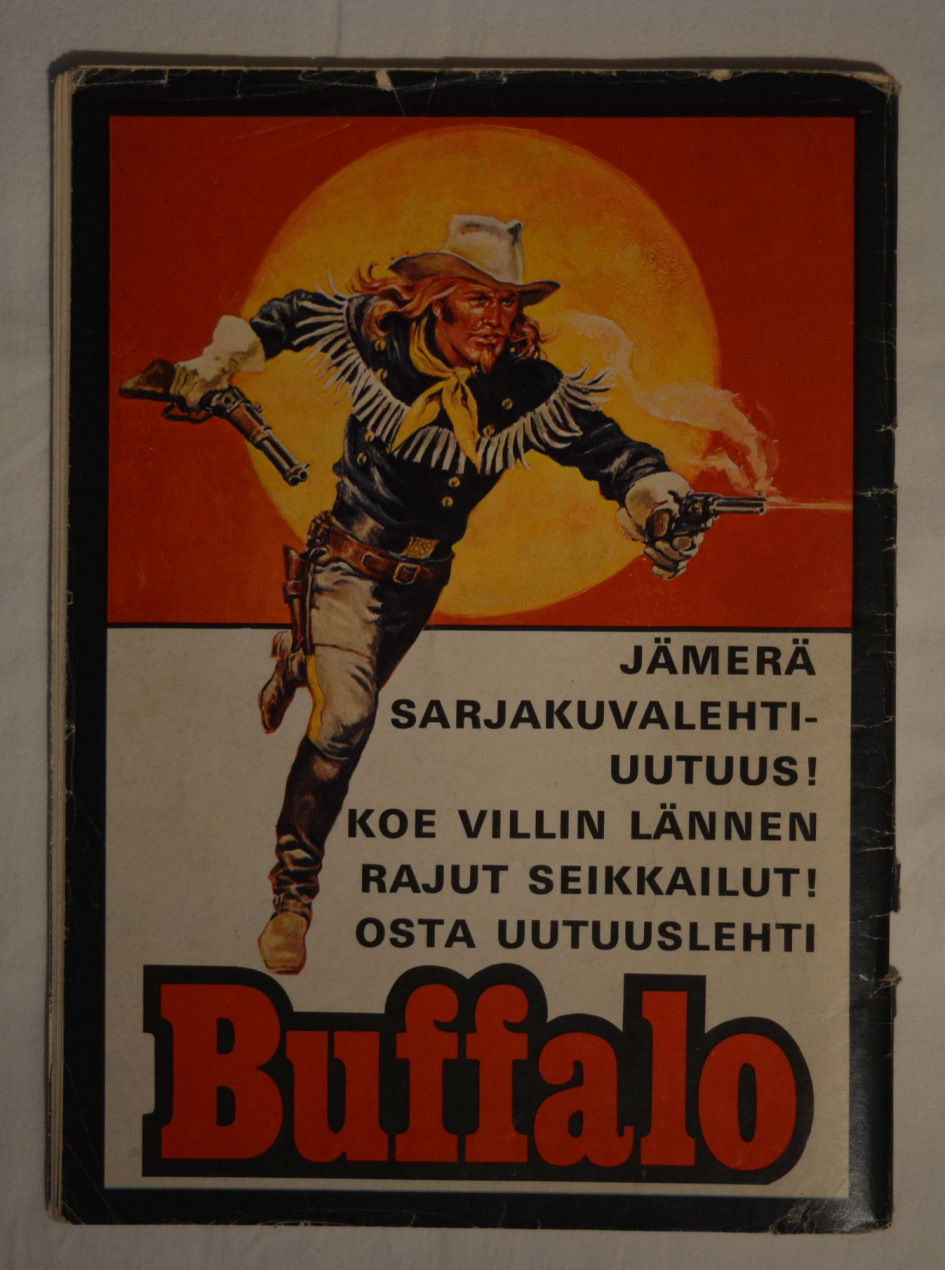 JÄMERÄ
SARJAKUVALEHTI-
UUTUUS!
KOE VILLIN LÄNNEN
RAJUT SEIKKAILUT!
OSTA UUTUUSLEHTI
Buffalo